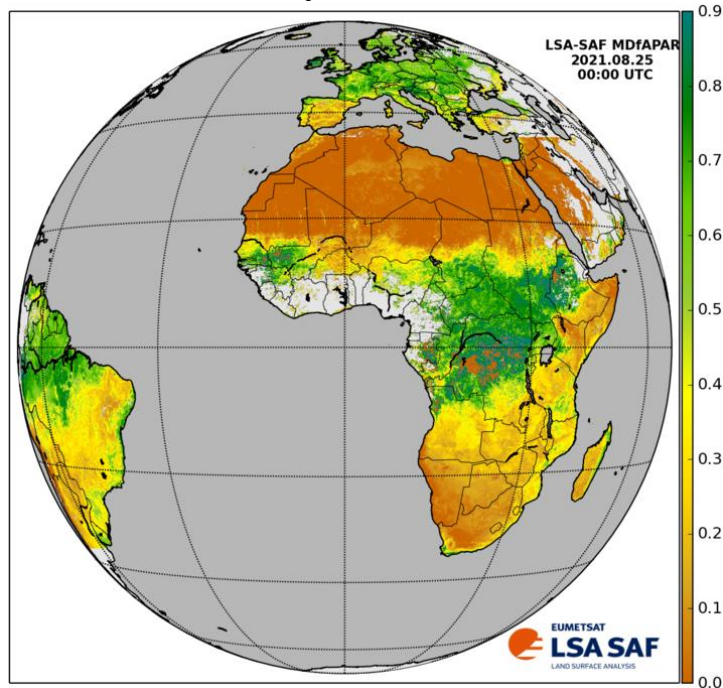 LSA-SAF MDfAPAR
2021.08.25
00:00 UTC
0.9
0.8
0.7
0.6
0.5
0.4
0.3
0.2
0.1
0.0
EUMETSAT
LSA SAF
LAND SURFACE ANALYSIS